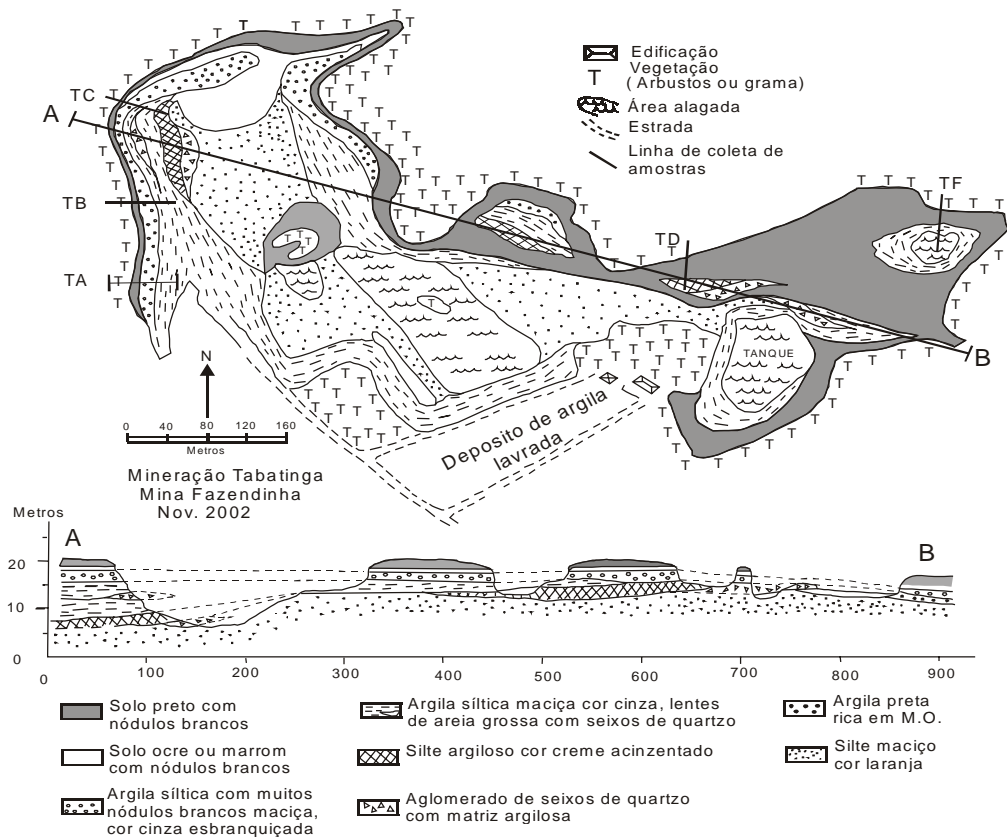 Edificação
T Vegetação
(Arbustos ou grama)
Área alagada
Estrada
Linha de coleta de
amostras
TC
A
TB
TA
TD
TF
B
TANQUE
N
0 40 80 120 160
Metros
Deposito de argila
lavrada
Mineração Tabatinga
Mina Fazendinha
Nov. 2002
Metros
A
B
20
10
0
0 100 200 300 400 500 600 700 800 900
Solo preto com
nódulos brancos
Solo ocre ou marrom
com nódulos brancos
Argila síltica com muitos
nódulos brancos maciça,
cor cinza esbranquiçada
Argila síltica maciça cor cinza, lentes
de areia grossa com seixos de quartzo
Silte argiloso cor creme acinzentado
Aglomerado de seixos de quartzo
com matriz argilosa
Argila preta
rica em M.O.
Silte maciço
cor laranja